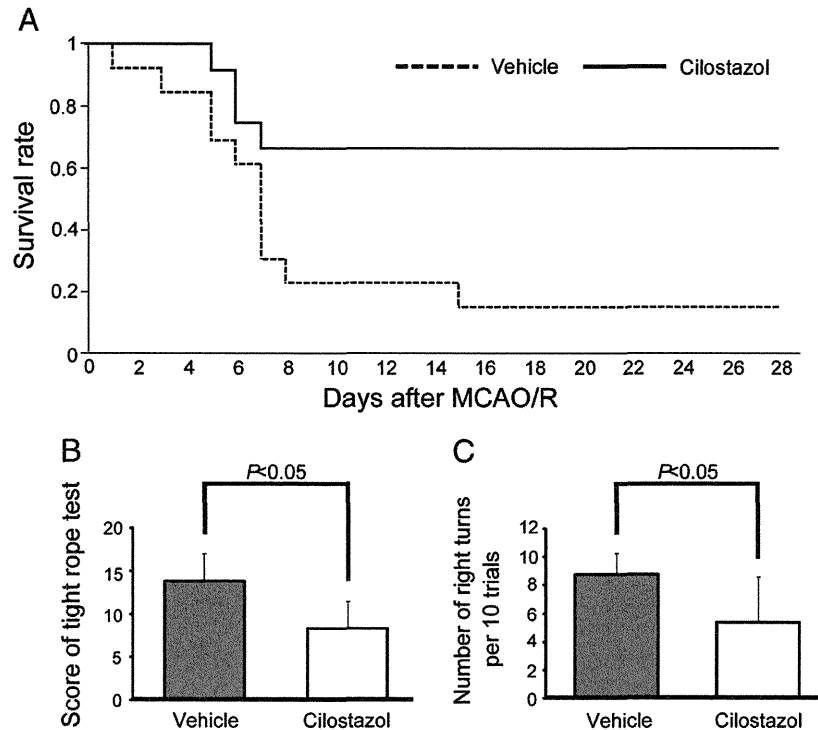 A
Vehicle
Cilostazol
Survival rate
1
0.8
0.6
0.4
0.2
0
0 2 4 6 8 10 12 14 16 18 20 22 24 26 28
Days after MCAO/R
B
P<0.05
Score of tight rope test
20
15
10
5
0
Vehicle Cilostazol
C
P<0.05
Number of right turns
per 10 trials
12
10
8
6
4
2
0
Vehicle Cilostazol